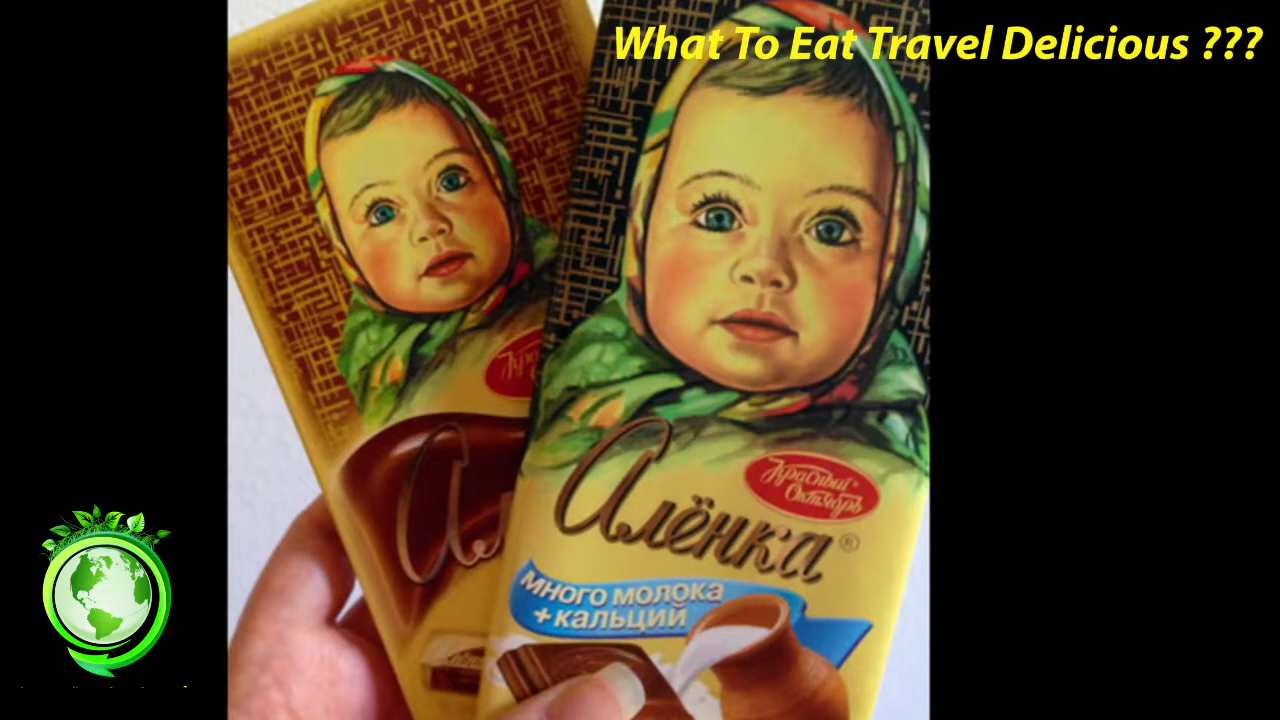 What To Eat Travel Delicious ???
Алёнка®
Красный Октябрь
МНОГО МОЛОКА
+КАЛЬЦИЙ